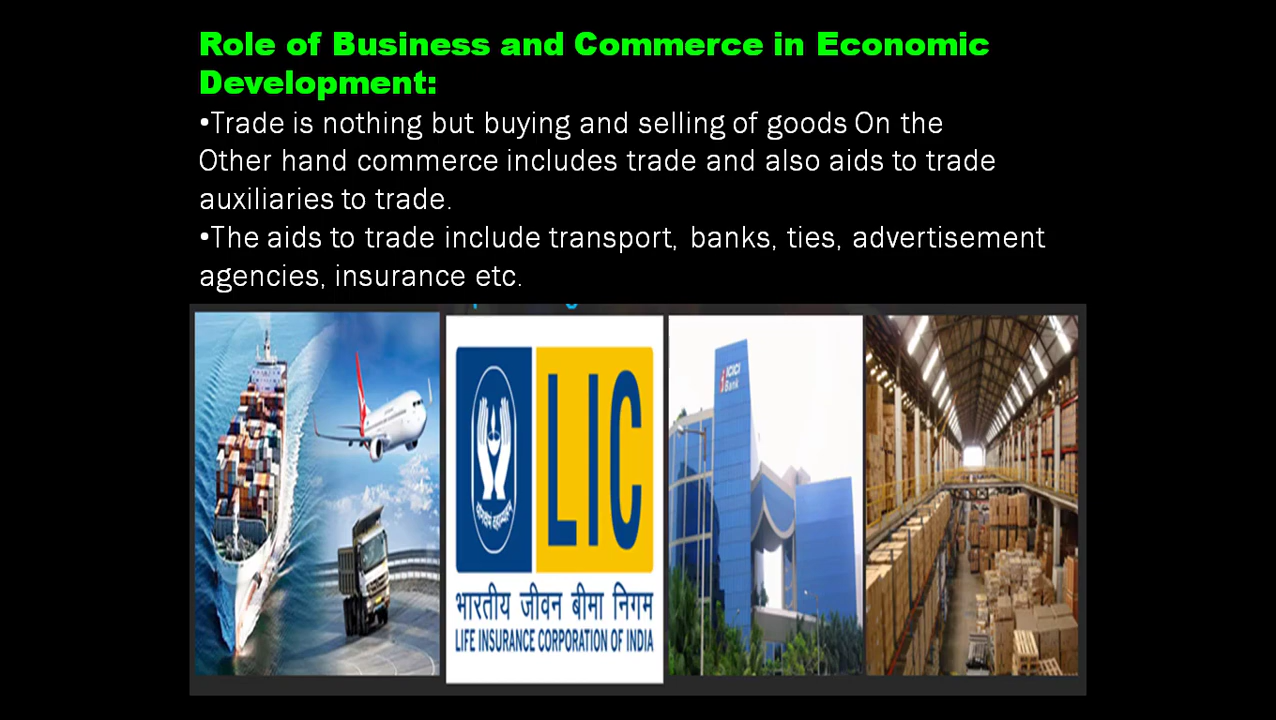 Role of Business and Commerce in Economic
Development:
•Trade is nothing but buying and selling of goods On the
Other hand commerce includes trade and also aids to trade
auxiliaries to trade.
•The aids to trade include transport, banks, ties, advertisement
agencies, insurance etc.
LIC
भारतीय जीवन बीमा निगम
LIFE INSURANCE CORPORATION OF INDIA
ICICI
Bank